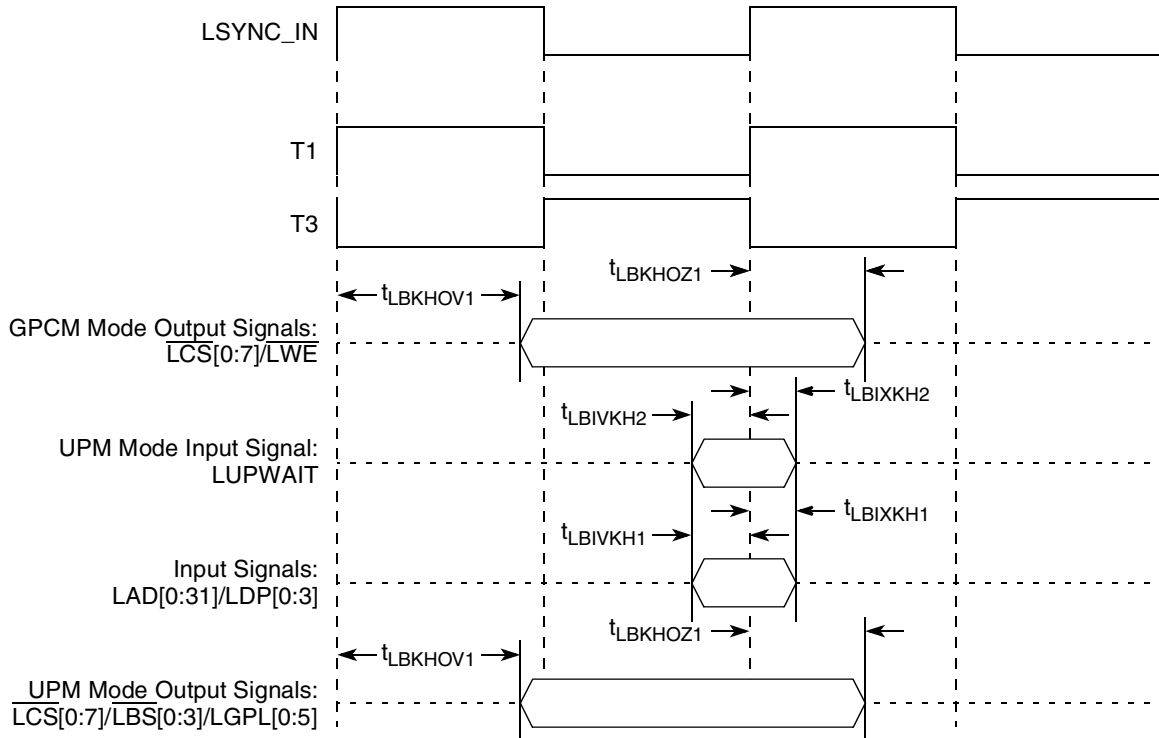 LSYNC_IN
T1
T3
tLBKHOZ1
tLBKHOV1
GPCM Mode Output Signals:
LCS[0:7]/LWE
tLBIXKH2
tLBIVKH2
UPM Mode Input Signal:
LUPWAIT
tLBIXKH1
tLBIVKH1
Input Signals:
LAD[0:31]/LDP[0:3]
tLBKHOZ1
tLBKHOV1
UPM Mode Output Signals:
LCS[0:7]/LBS[0:3]/LGPL[0:5]